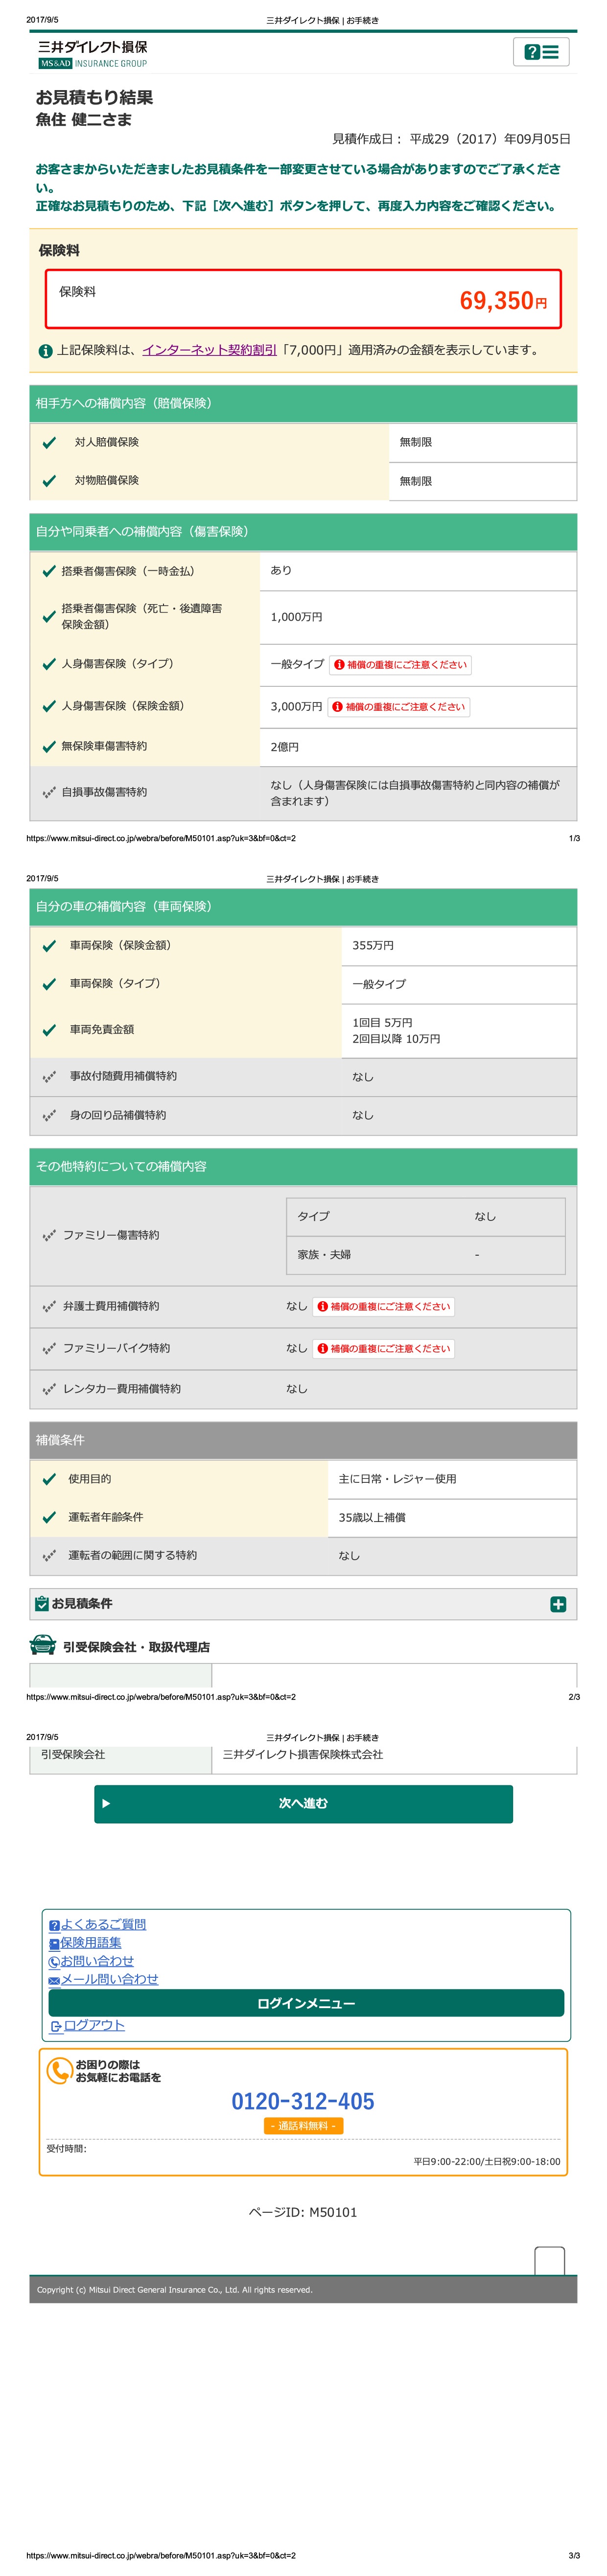 2017/9/5
三井ダイレクト損保 | お手続き
三井ダイレクト損保
MS&AD INSURANCE GROUP
お見積もり結果
魚住 健二さま
見積作成日： 平成29（2017）年09月05日
お客さまからいただきましたお見積条件を一部変更させている場合がありますのでご了承くださ
い。
正確なお見積もりのため、下記［次へ進む］ボタンを押して、再度入力内容をご確認ください。
保険料
保険料
69,350円
上記保険料は、インターネット契約割引「7,000円」適用済みの金額を表示しています。
相手方への補償内容（賠償保険）
対人賠償保険 無制限
対物賠償保険 無制限
自分や同乗者への補償内容（傷害保険）
搭乗者傷害保険（一時金払） あり
搭乗者傷害保険（死亡・後遺障害
保険金額） 1,000万円
人身傷害保険（タイプ） 一般タイプ 補償の重複にご注意ください
人身傷害保険（保険金額） 3,000万円 補償の重複にご注意ください
無保険車傷害特約 2億円
自損事故傷害特約 なし（人身傷害保険には自損事故傷害特約と同内容の補償が
含まれます）
https://www.mitsui-direct.co.jp/webra/before/M50101.asp?uk=3&bf=0&ct=2
1/3
2017/9/5
三井ダイレクト損保 | お手続き
自分の車の補償内容（車両保険）
車両保険（保険金額） 355万円
車両保険（タイプ） 一般タイプ
車両免責金額 1回目 5万円
2回目以降 10万円
事故付随費用補償特約 なし
身の回り品補償特約 なし
その他特約についての補償内容
ファミリー傷害特約
タイプ なし
家族・夫婦 -
弁護士費用補償特約 なし 補償の重複にご注意ください
ファミリーバイク特約 なし 補償の重複にご注意ください
レンタカー費用補償特約 なし
補償条件
使用目的 主に日常・レジャー使用
運転者年齢条件 35歳以上補償
運転者の範囲に関する特約 なし
お見積条件
引受保険会社・取扱代理店
https://www.mitsui-direct.co.jp/webra/before/M50101.asp?uk=3&bf=0&ct=2
2/3
2017/9/5
三井ダイレクト損保 | お手続き
引受保険会社 三井ダイレクト損害保険株式会社
次へ進む
よくあるご質問
保険用語集
お問い合わせ
メール問い合わせ
ログインメニュー
ログアウト
お困りの際は
お気軽にお電話を
0120-312-405
- 通話料無料 -
受付時間:
平日9:00-22:00/土日祝9:00-18:00
ページID: M50101
Copyright (c) Mitsui Direct General Insurance Co., Ltd. All rights reserved.
https://www.mitsui-direct.co.jp/webra/before/M50101.asp?uk=3&bf=0&ct=2
3/3